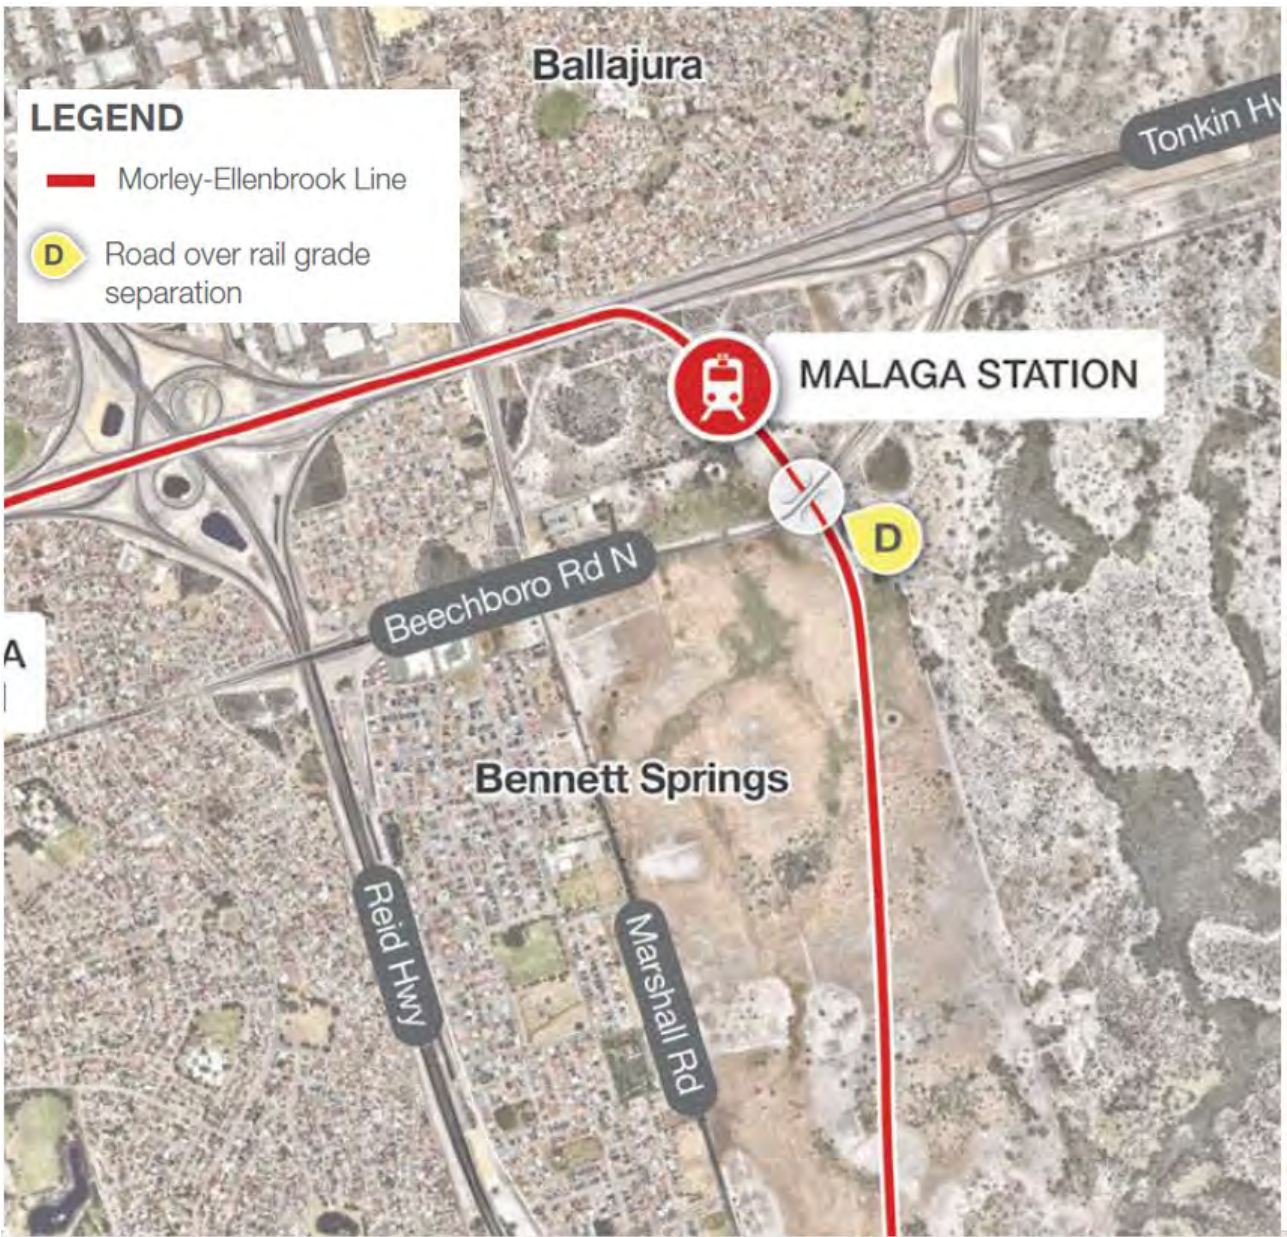 Ballajura
LEGEND
Morley-Ellenbrook Line
D
Road over rail grade
separation
Tonkin Hw
MALAGA STATION
D
Beechboro Rd N
A
Bennett Springs
Reid Hwy
Marshall Rd